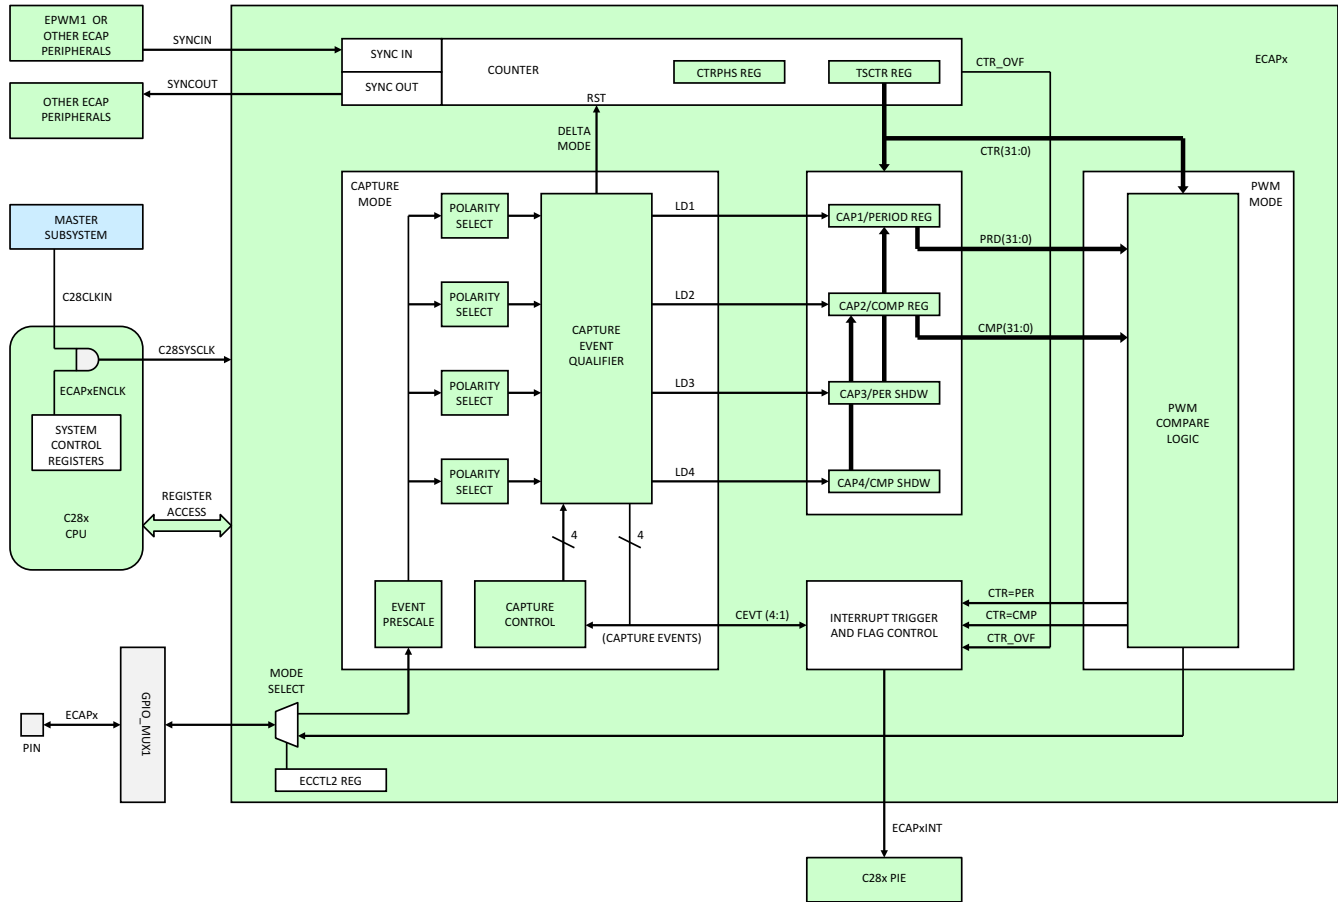 EPWM1 OR
OTHER ECAP
PERIPHERALS
SYNCIN
SYNC IN
COUNTER
CTRPHS REG
TSCTR REG
CTR_OVF
ECAPx
OTHER ECAP
PERIPHERALS
SYNCOUT
SYNC OUT
RST
DELTA
MODE
CTR(31:0)
CAPTURE
MODE
PWM
MODE
MASTER
SUBSYSTEM
POLARITY
SELECT
LD1
CAP1/PERIOD REG
PRD(31:0)
C28CLKIN
POLARITY
SELECT
LD2
CAP2/COMP REG
CMP(31:0)
CAPTURE
EVENT
QUALIFIER
C28SYSCLK
ECAPxENCLK
POLARITY
SELECT
LD3
CAP3/PER SHDW
PWM
COMPARE
LOGIC
SYSTEM
CONTROL
REGISTERS
POLARITY
SELECT
LD4
CAP4/CMP SHDW
REGISTER
ACCESS
C28x
CPU
4
4
EVENT
PRESCALE
CAPTURE
CONTROL
CEVT (4:1)
(CAPTURE EVENTS)
INTERRUPT TRIGGER
AND FLAG CONTROL
CTR=PER
CTR=CMP
CTR_OVF
MODE
SELECT
GPIO_MUX1
ECAPx
PIN
ECCTL2 REG
ECAPxINT
C28x PIE